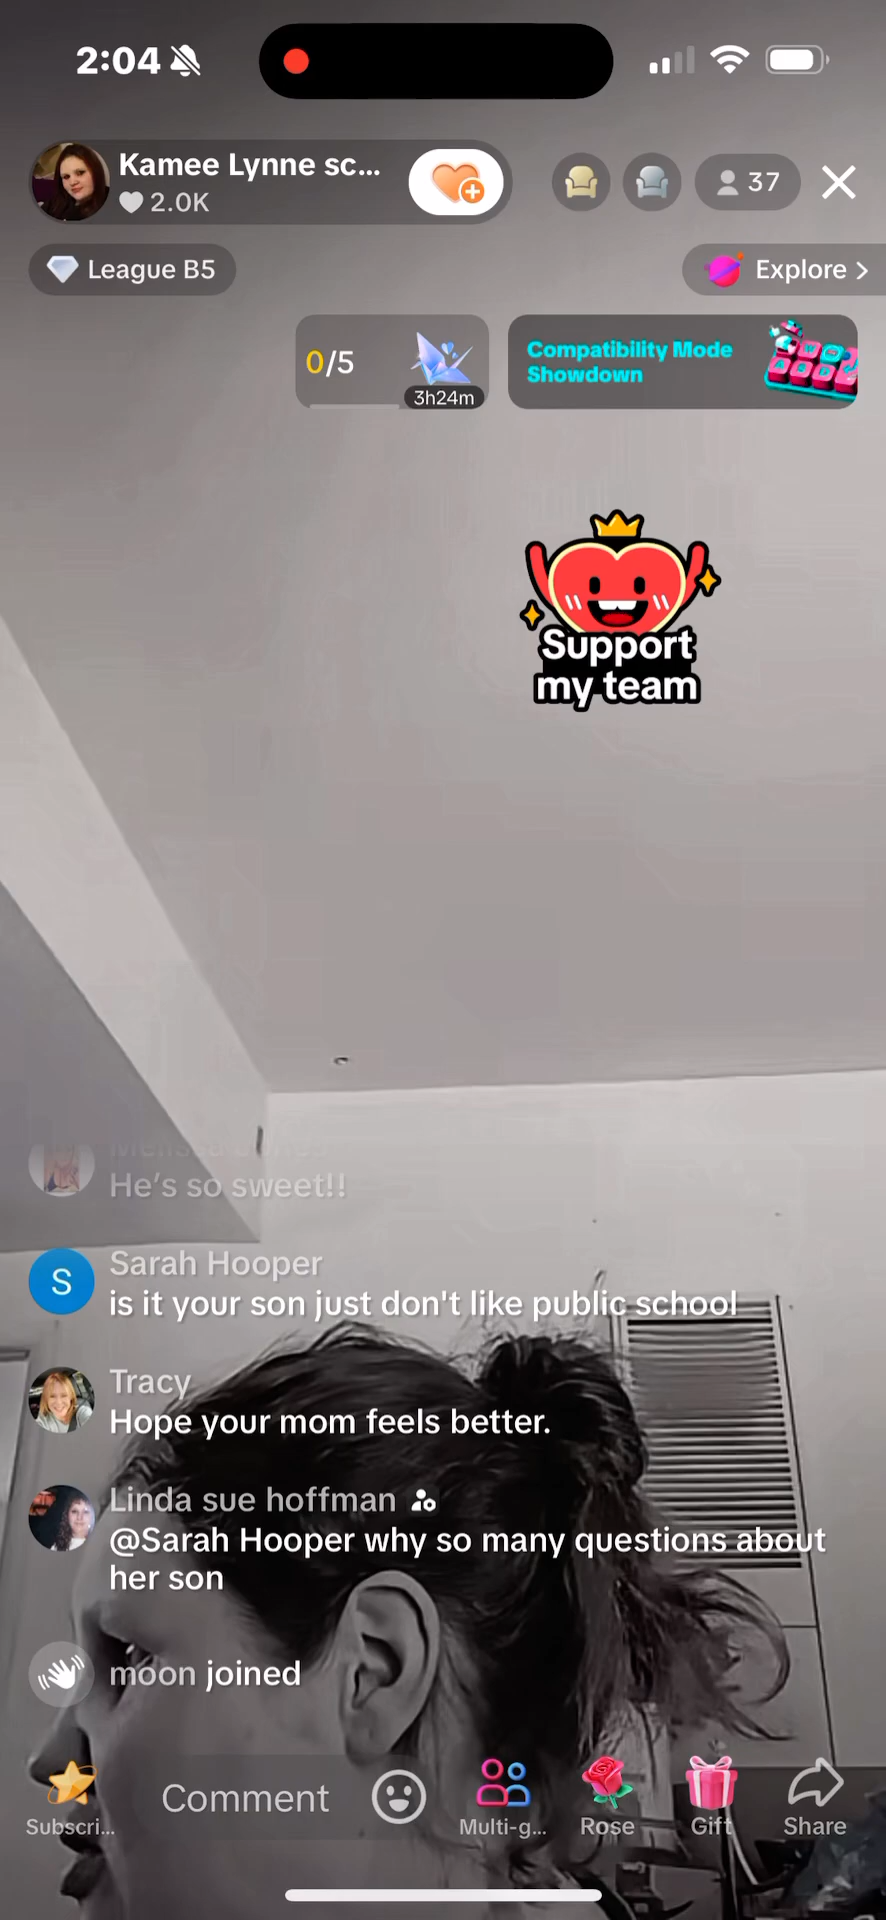 2:04
Kamee Lynne sc...
2.0K
37
League B5
Explore >
0/5
3h24m
Compatibility Mode
Showdown
Support
my team
He's so sweet!!
S
Sarah Hooper
is it your son just don't like public school
Tracy
Hope your mom feels better.
Linda sue hoffman
@Sarah Hooper why so many questions about
her son
moon joined
Subscri...
Comment
Multi-g...
Rose
Gift
Share